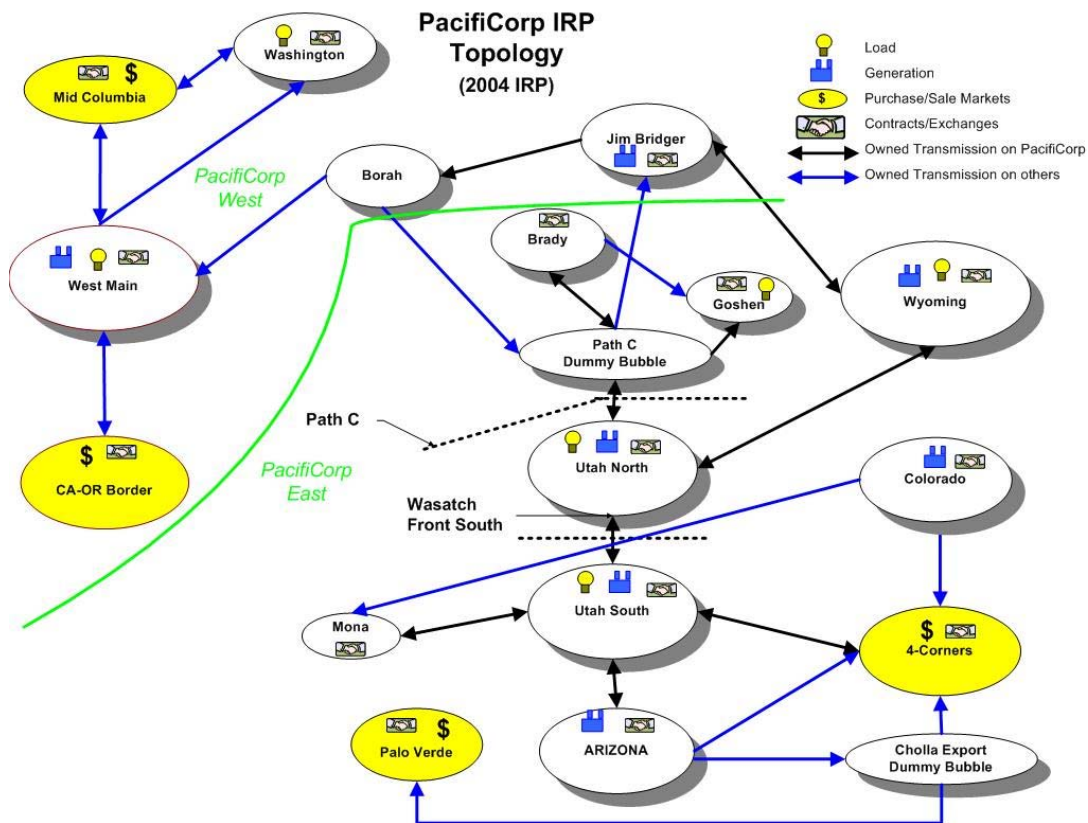 PacifiCorp IRP
Topology
(2004 IRP)
Load
Generation
$
Purchase/Sale Markets
Contracts/Exchanges
Owned Transmission on PacifiCorp
Owned Transmission on others
Washington
$
Mid Columbia
PacifiCorp
West
Borah
Jim Bridger
Brady
Goshen
Wyoming
West Main
Path C
Dummy Bubble
Path C
Utah North
$
CA-OR Border
PacifiCorp
East
Wasatch
Front South
Colorado
Utah South
Mona
$
4-Corners
$
Palo Verde
ARIZONA
Cholla Export
Dummy Bubble